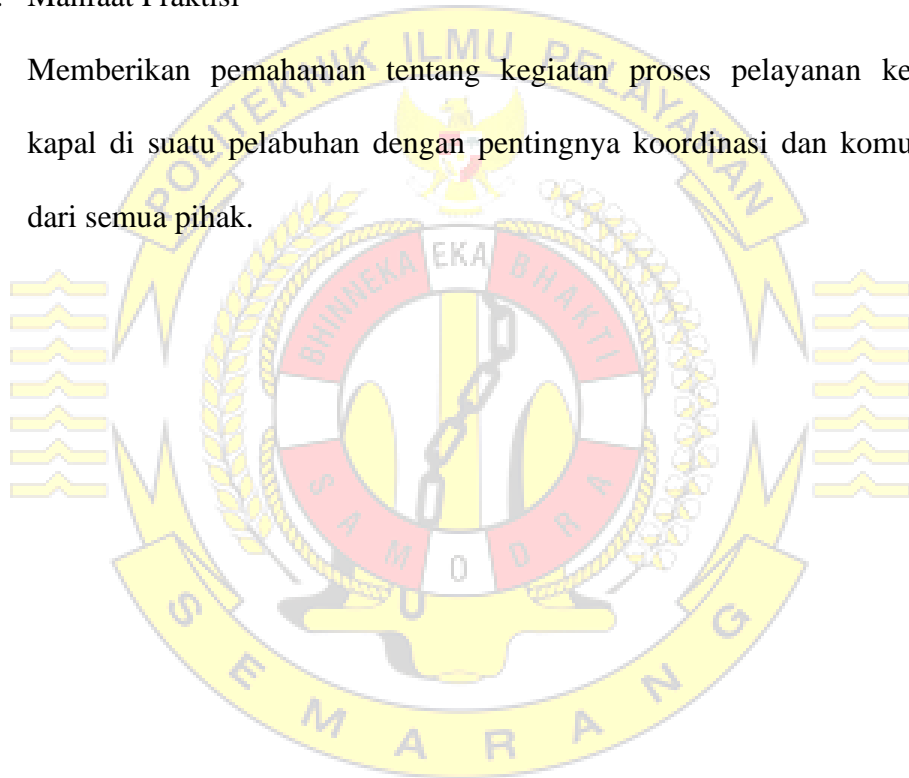 Manfaat Praktisi
Memberikan pemahaman tentang kegiatan proses pelayanan ke
kapal di suatu pelabuhan dengan pentingnya koordinasi dan komu
dari semua pihak.
POLITEKNIK ILMU PELAYARAN
BHINNEKA EKA BHAKTI
SAMODRA
SEMARANG